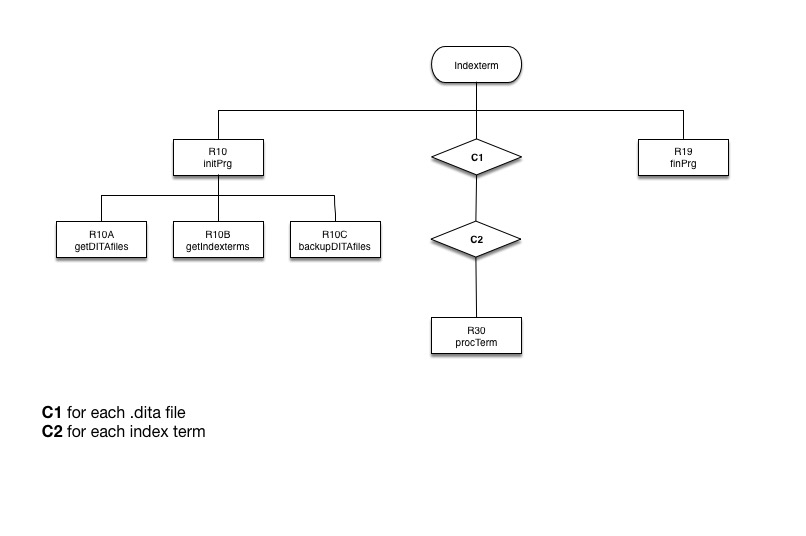 Indexterm
R10
initPrg
C1
R19
finPrg
R10A
getDITAfiles
R10B
getIndexterms
R10C
backupDITAfiles
C2
R30
procTerm
C1 for each .dita file
C2 for each index term